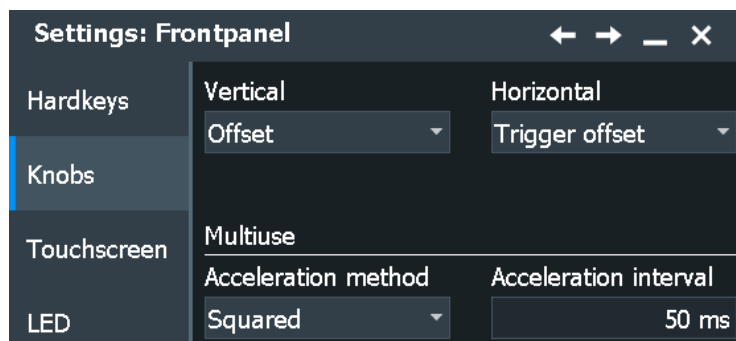 Settings: Frontpanel
Hardkeys
Knobs
Touchscreen
LED
Vertical
Horizontal
Offset
Trigger offset
Multiuse
Acceleration method
Acceleration interval
Squared
50 ms